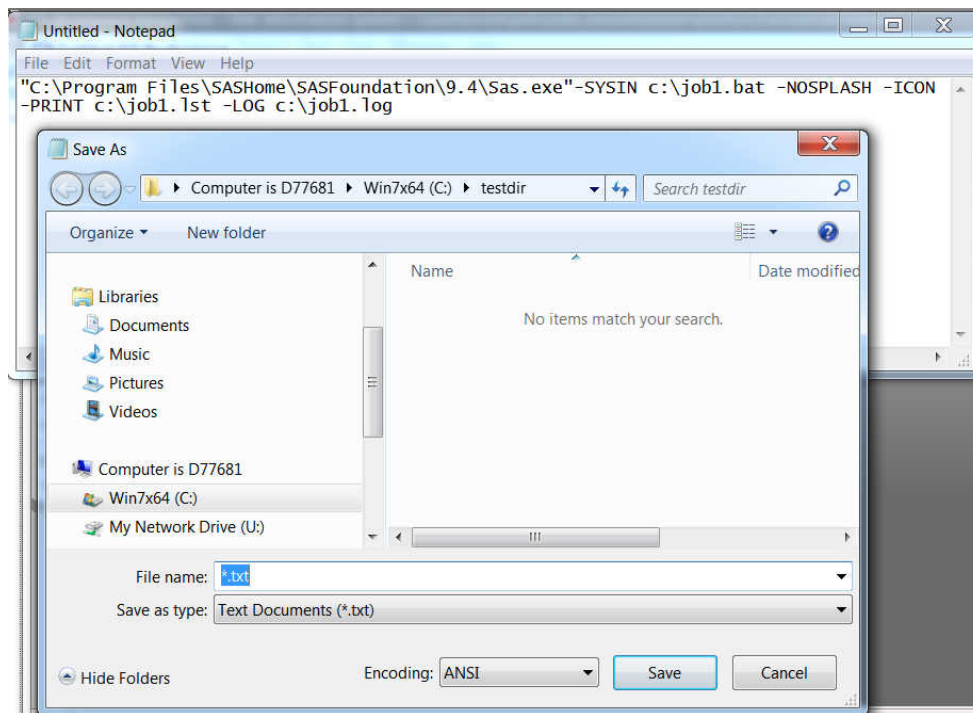 Untitled - Notepad
File Edit Format View Help
"C:\Program Files\SASHome\SASFoundation\9.4\Sas.exe"-SYSIN c:\job1.bat -NOSPLASH -ICON
-PRINT c:\job1.lst -LOG c:\job1.log
Save As
Computer is D77681 Win7x64 (C:) testdir Search testdir
Organize New folder
Name Date modified
No items match your search.
Libraries
Documents
Music
Pictures
Videos
Computer is D77681
Win7x64 (C:)
My Network Drive (U:)
File name: *.txt
Save as type: Text Documents (*.txt)
Hide Folders Encoding: ANSI Save Cancel